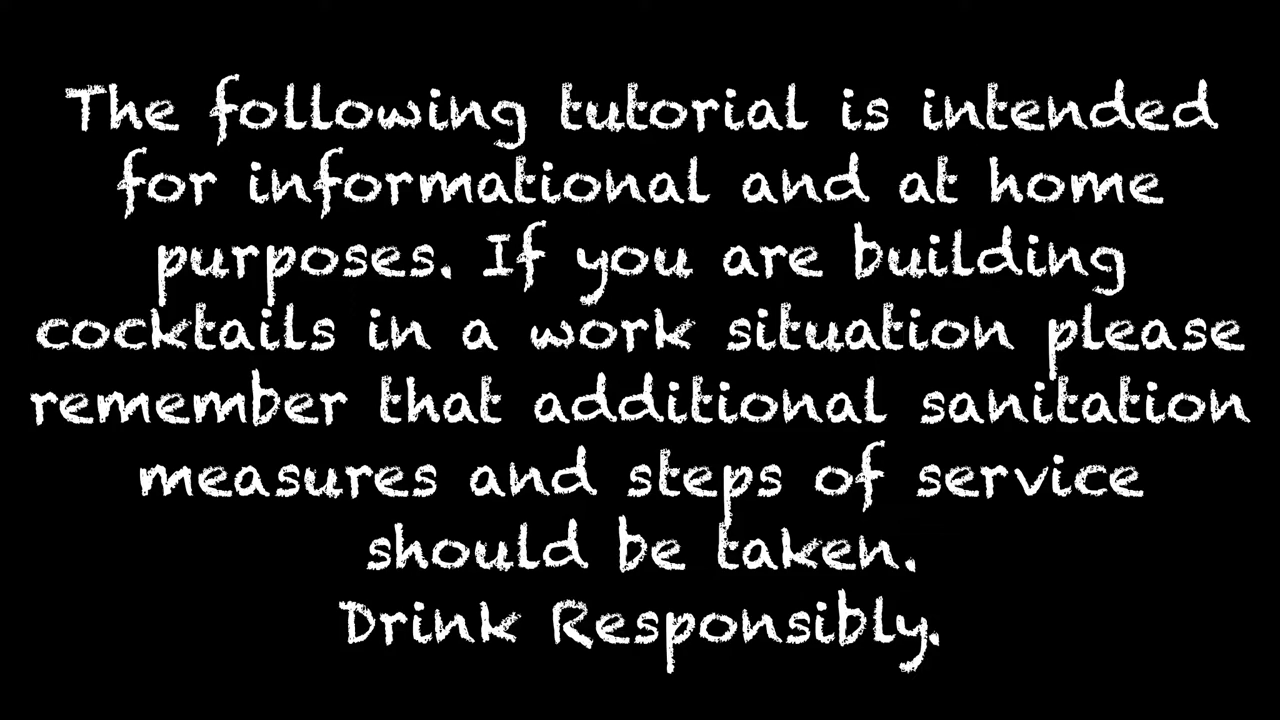 The following tutorial is intended
for informational and at home
purposes. If you are building
cocktails in a work situation please
remember that additional sanitation
measures and steps of service
should be taken.
Drink Responsibly.